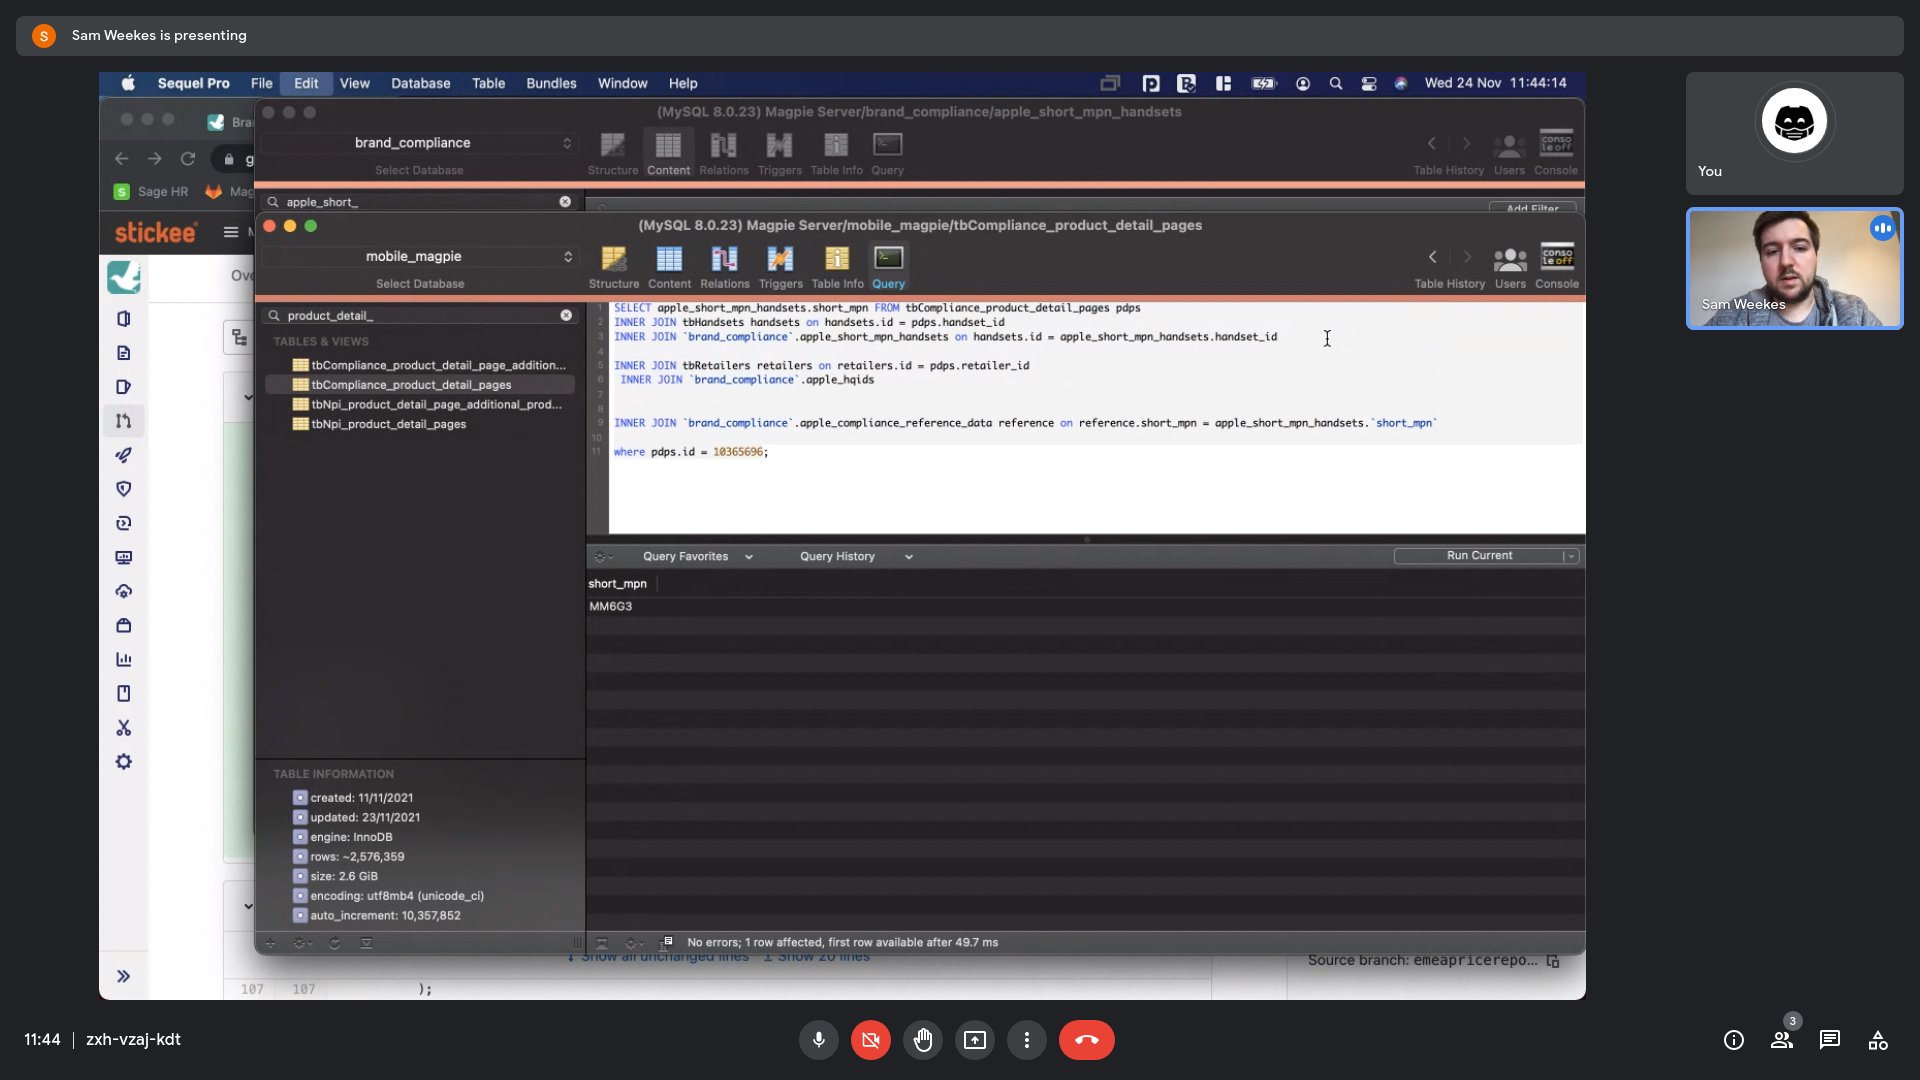 S Sam Weekes is presenting
Sequel Pro File Edit View Database Table Bundles Window Help Wed 24 Nov 11:44:14
(MySQL 8.0.23) Magpie Server/brand_compliance/apple_short_mpn_handsets
Bra
brand_compliance
Select Database
Structure Content Relations Triggers Table Info Query
Table History Users Console
conso
le off
S Sage HR Mag
apple_short_
Add Filter
stickee
(MySQL 8.0.23) Magpie Server/mobile_magpie/tbCompliance_product_detail_pages
mobile_magpie
Select Database
Structure Content Relations Triggers Table Info Query
Table History Users Console
conso
le off
Ove
product_detail_
TABLES & VIEWS
tbCompliance_product_detail_page_addition...
tbCompliance_product_detail_pages
tbNpi_product_detail_page_additional_prod...
tbNpi_product_detail_pages
1 SELECT apple_short_mpn_handsets.short_mpn FROM tbCompliance_product_detail_pages pdps
2 INNER JOIN tbHandsets handsets on handsets.id = pdps.handset_id
3 INNER JOIN `brand_compliance`.apple_short_mpn_handsets on handsets.id = apple_short_mpn_handsets.handset_id
4
5 INNER JOIN tbRetailers retailers on retailers.id = pdps.retailer_id
6 INNER JOIN `brand_compliance`.apple_hqids
7
8
9 INNER JOIN `brand_compliance`.apple_compliance_reference_data reference on reference.short_mpn = apple_short_mpn_handsets.`short_mpn`
10
11 where pdps.id = 10365696;
Query Favorites Query History Run Current
short_mpn
MM6G3
TABLE INFORMATION
created: 11/11/2021
updated: 23/11/2021
engine: InnoDB
rows: ~2,576,359
size: 2.6 GiB
encoding: utf8mb4 (unicode_ci)
auto_increment: 10,357,852
No errors; 1 row affected, first row available after 49.7 ms
Show all unchanged lines Show 20 lines
Source branch: emeapricerepo...
107 107 );
You
Sam Weekes
11:44 | zxh-vzaj-kdt
3